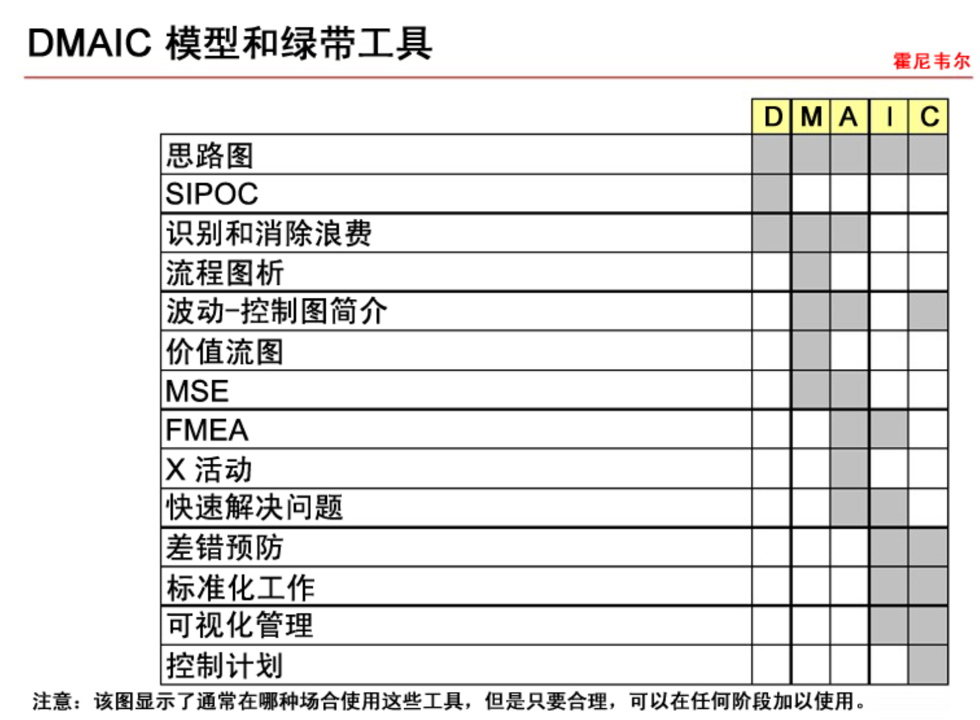 DMAIC 模型和绿带工具
霍尼韦尔
D M A I C
思路图
SIPOC
识别和消除浪费
流程图析
波动-控制图简介
价值流图
MSE
FMEA
X 活动
快速解决问题
差错预防
标准化工作
可视化管理
控制计划
注意：该图显示了通常在哪种场合使用这些工具，但是只要合理，可以在任何阶段加以使用。